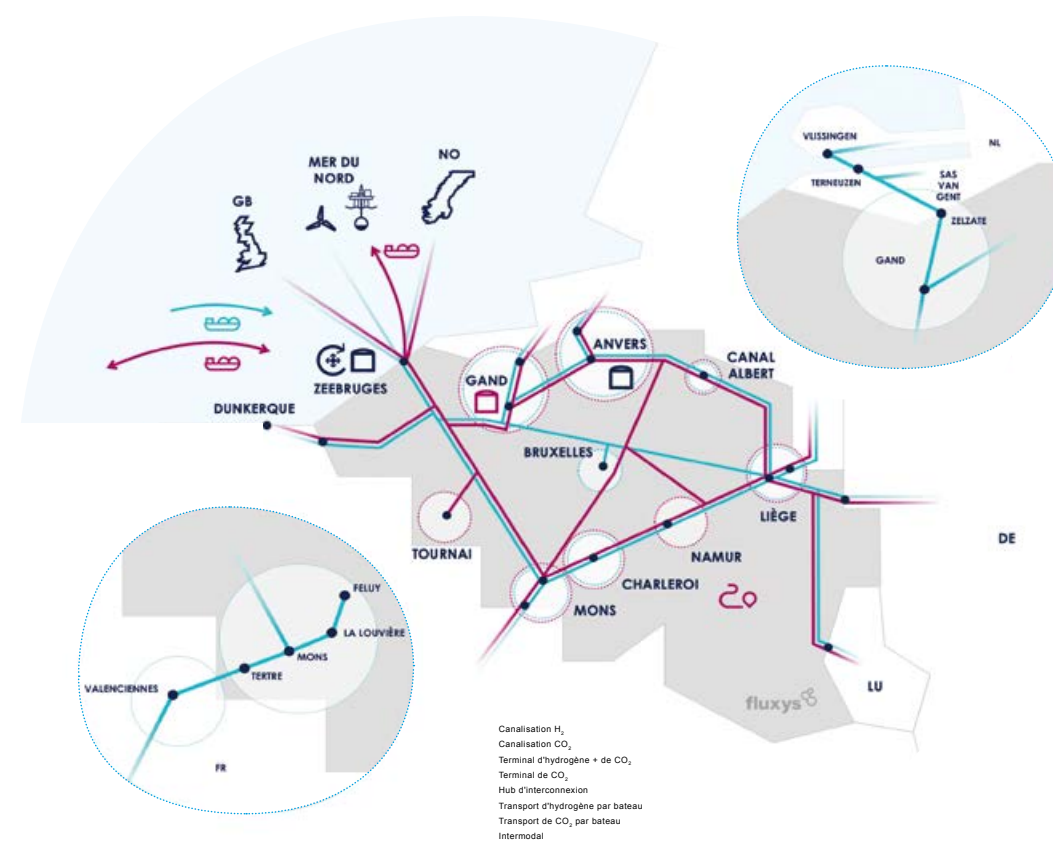 NO
MER DU
NORD
GB
VLISSINGEN
NL
TERNEUZEN
SAS
VAN
GENT
ZELZATE
GAND
ANVERS
CANAL
ALBERT
GAND
ZEEBRUGES
DUNKERQUE
BRUXELLES
LIÈGE
TOURNAI
NAMUR
DE
CHARLEROI
MONS
FELUY
LA LOUVIÈRE
MONS
TERTRE
VALENCIENNES
FR
LU
fluxys
Canalisation H₂
Canalisation CO₂
Terminal d'hydrogène + de CO₂
Terminal de CO₂
Hub d'interconnexion
Transport d'hydrogène par bateau
Transport de CO₂ par bateau
Intermodal